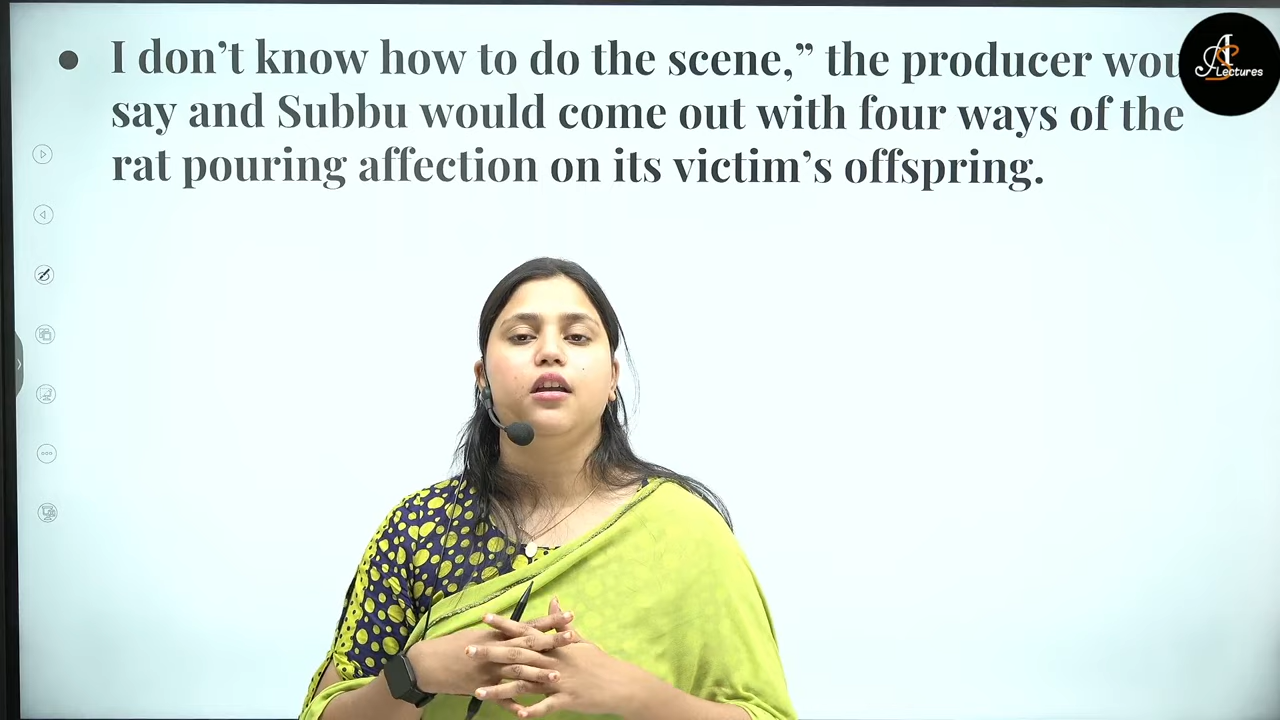 I don’t know how to do the scene,” the producer wou
say and Subbu would come out with four ways of the
rat pouring affection on its victim’s offspring.
Lectures